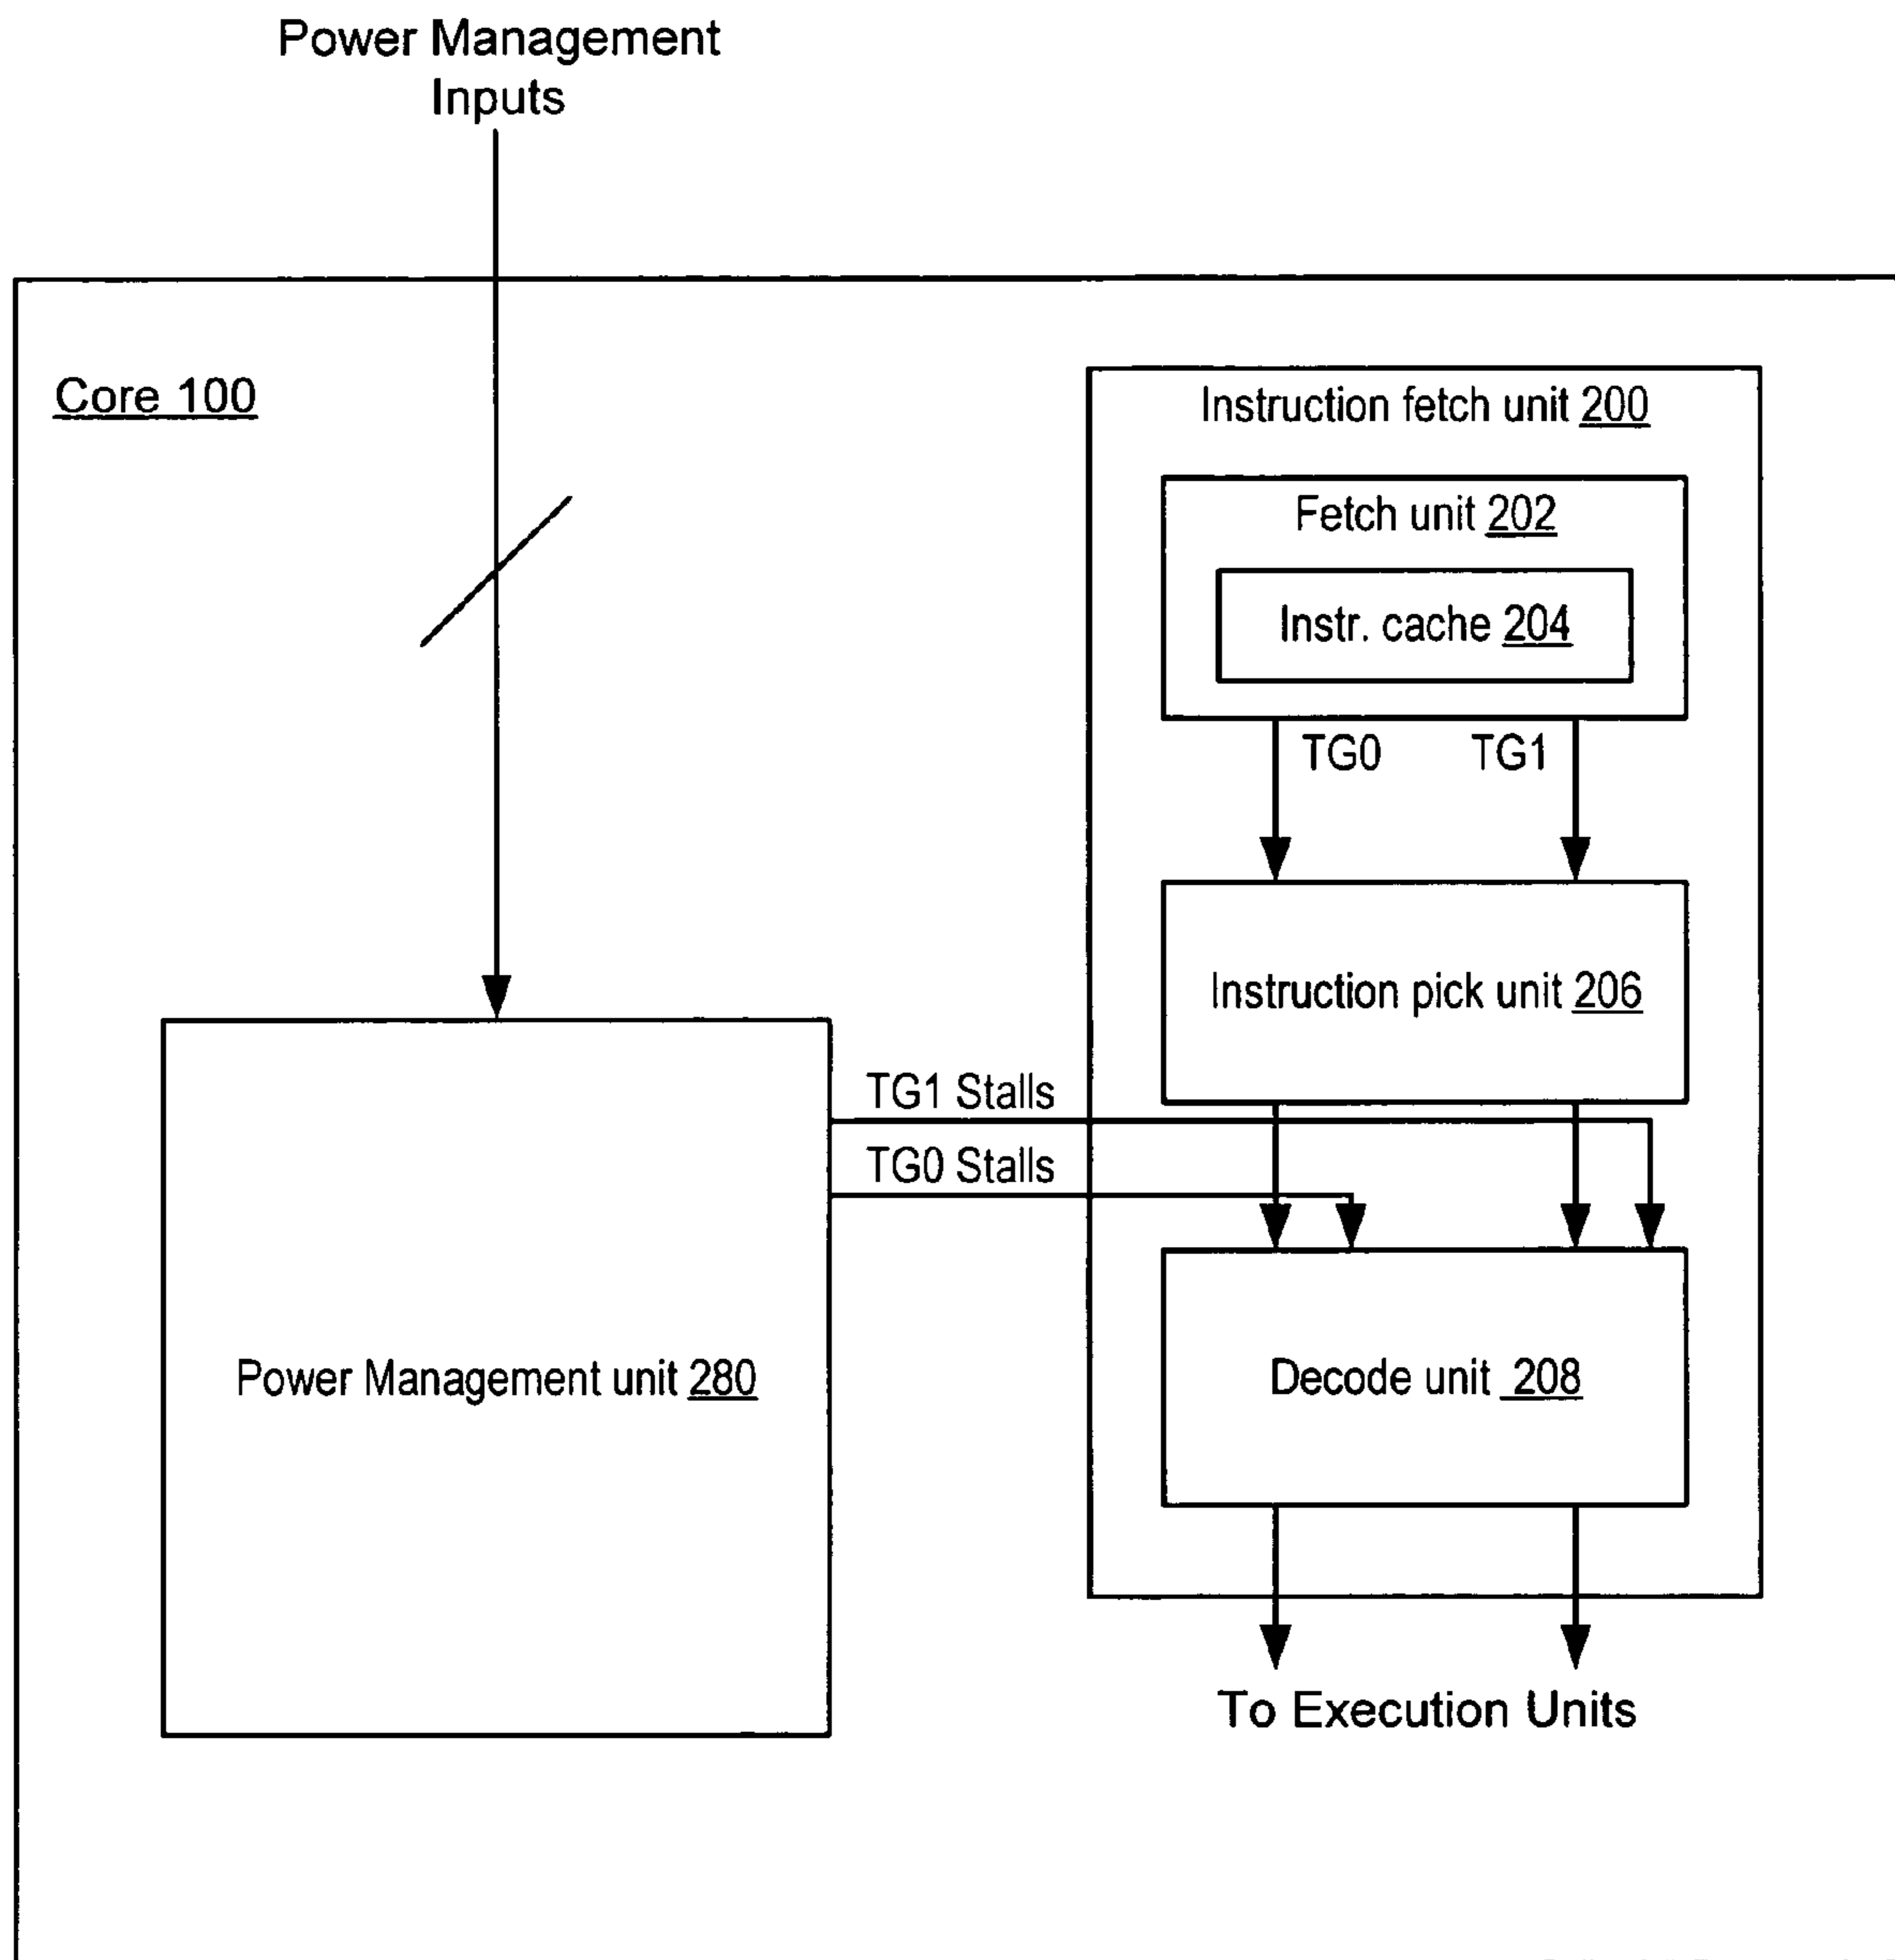 Power Management
Inputs
Core 100
Instruction fetch unit 200
Fetch unit 202
Instr. cache 204
TG0 TG1
Instruction pick unit 206
TG1 Stalls
TG0 Stalls
Power Management unit 280
Decode unit 208
To Execution Units